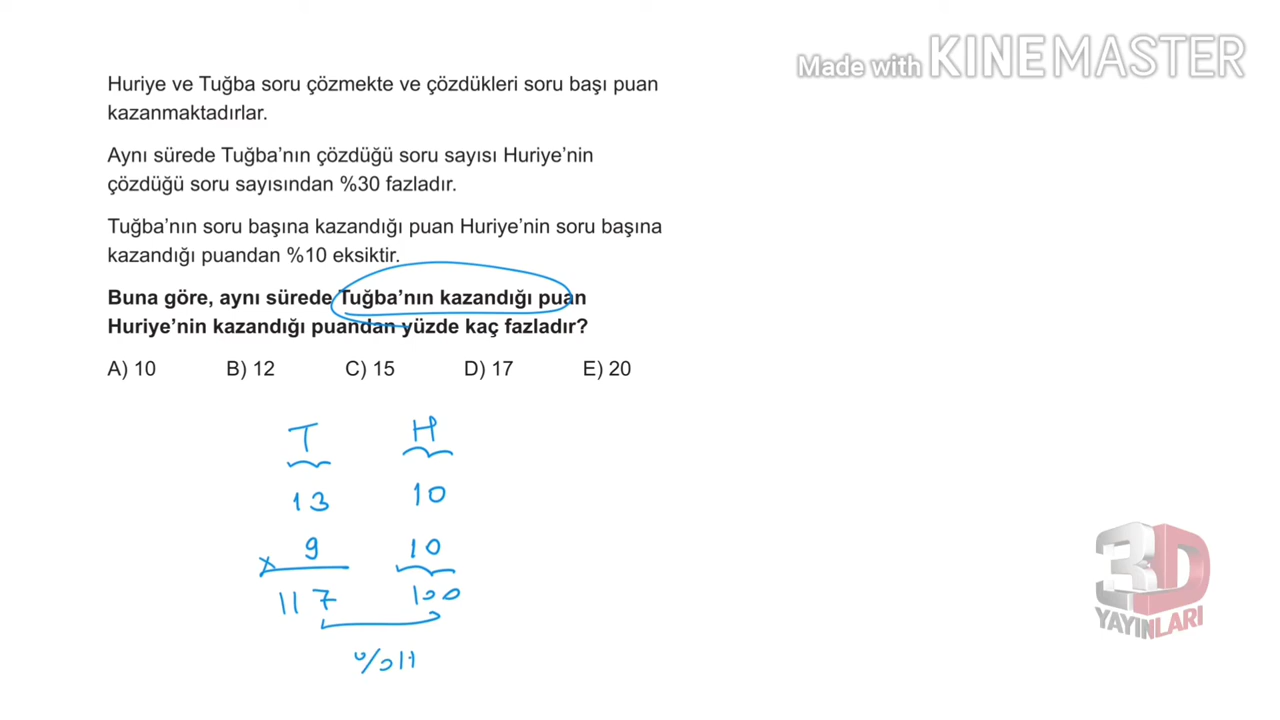 Made with KINEMASTER
Huriye ve Tuğba soru çözmekte ve çözdükleri soru başı puan
kazanmaktadırlar.
Aynı sürede Tuğba’nın çözdüğü soru sayısı Huriye’nin
çözdüğü soru sayısından %30 fazladır.
Tuğba’nın soru başına kazandığı puan Huriye’nin soru başına
kazandığı puandan %10 eksiktir.
Buna göre, aynı sürede Tuğba’nın kazandığı puan
Huriye’nin kazandığı puandan yüzde kaç fazladır?
A) 10 B) 12 C) 15 D) 17 E) 20
T H
13 10
x 9 10
117 100
3D
YAYINLARI